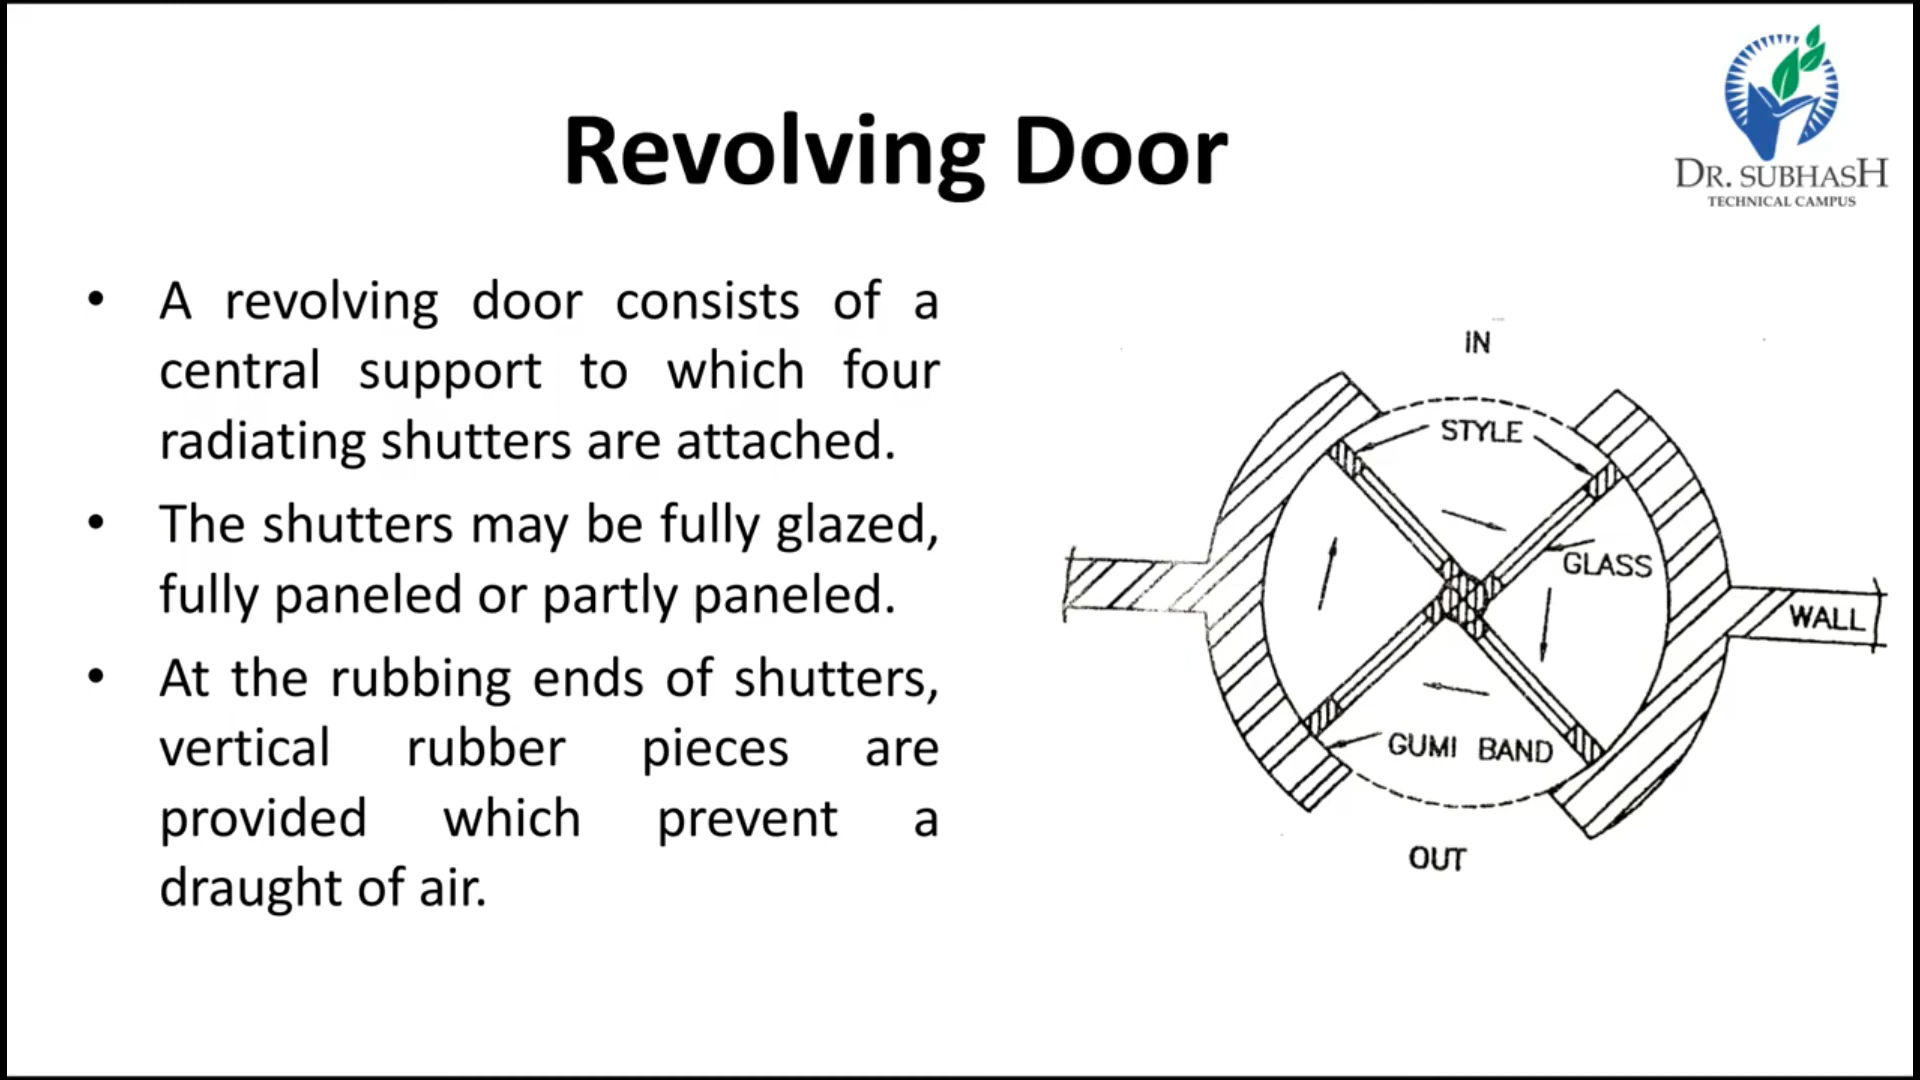 DR. SUBHASH
TECHNICAL CAMPUS
Revolving Door
• A revolving door consists of a
central support to which four
radiating shutters are attached.
• The shutters may be fully glazed,
fully paneled or partly paneled.
• At the rubbing ends of shutters,
vertical rubber pieces are
provided which prevent a
draught of air.
IN
STYLE
GLASS
WALL
GUMI BAND
OUT